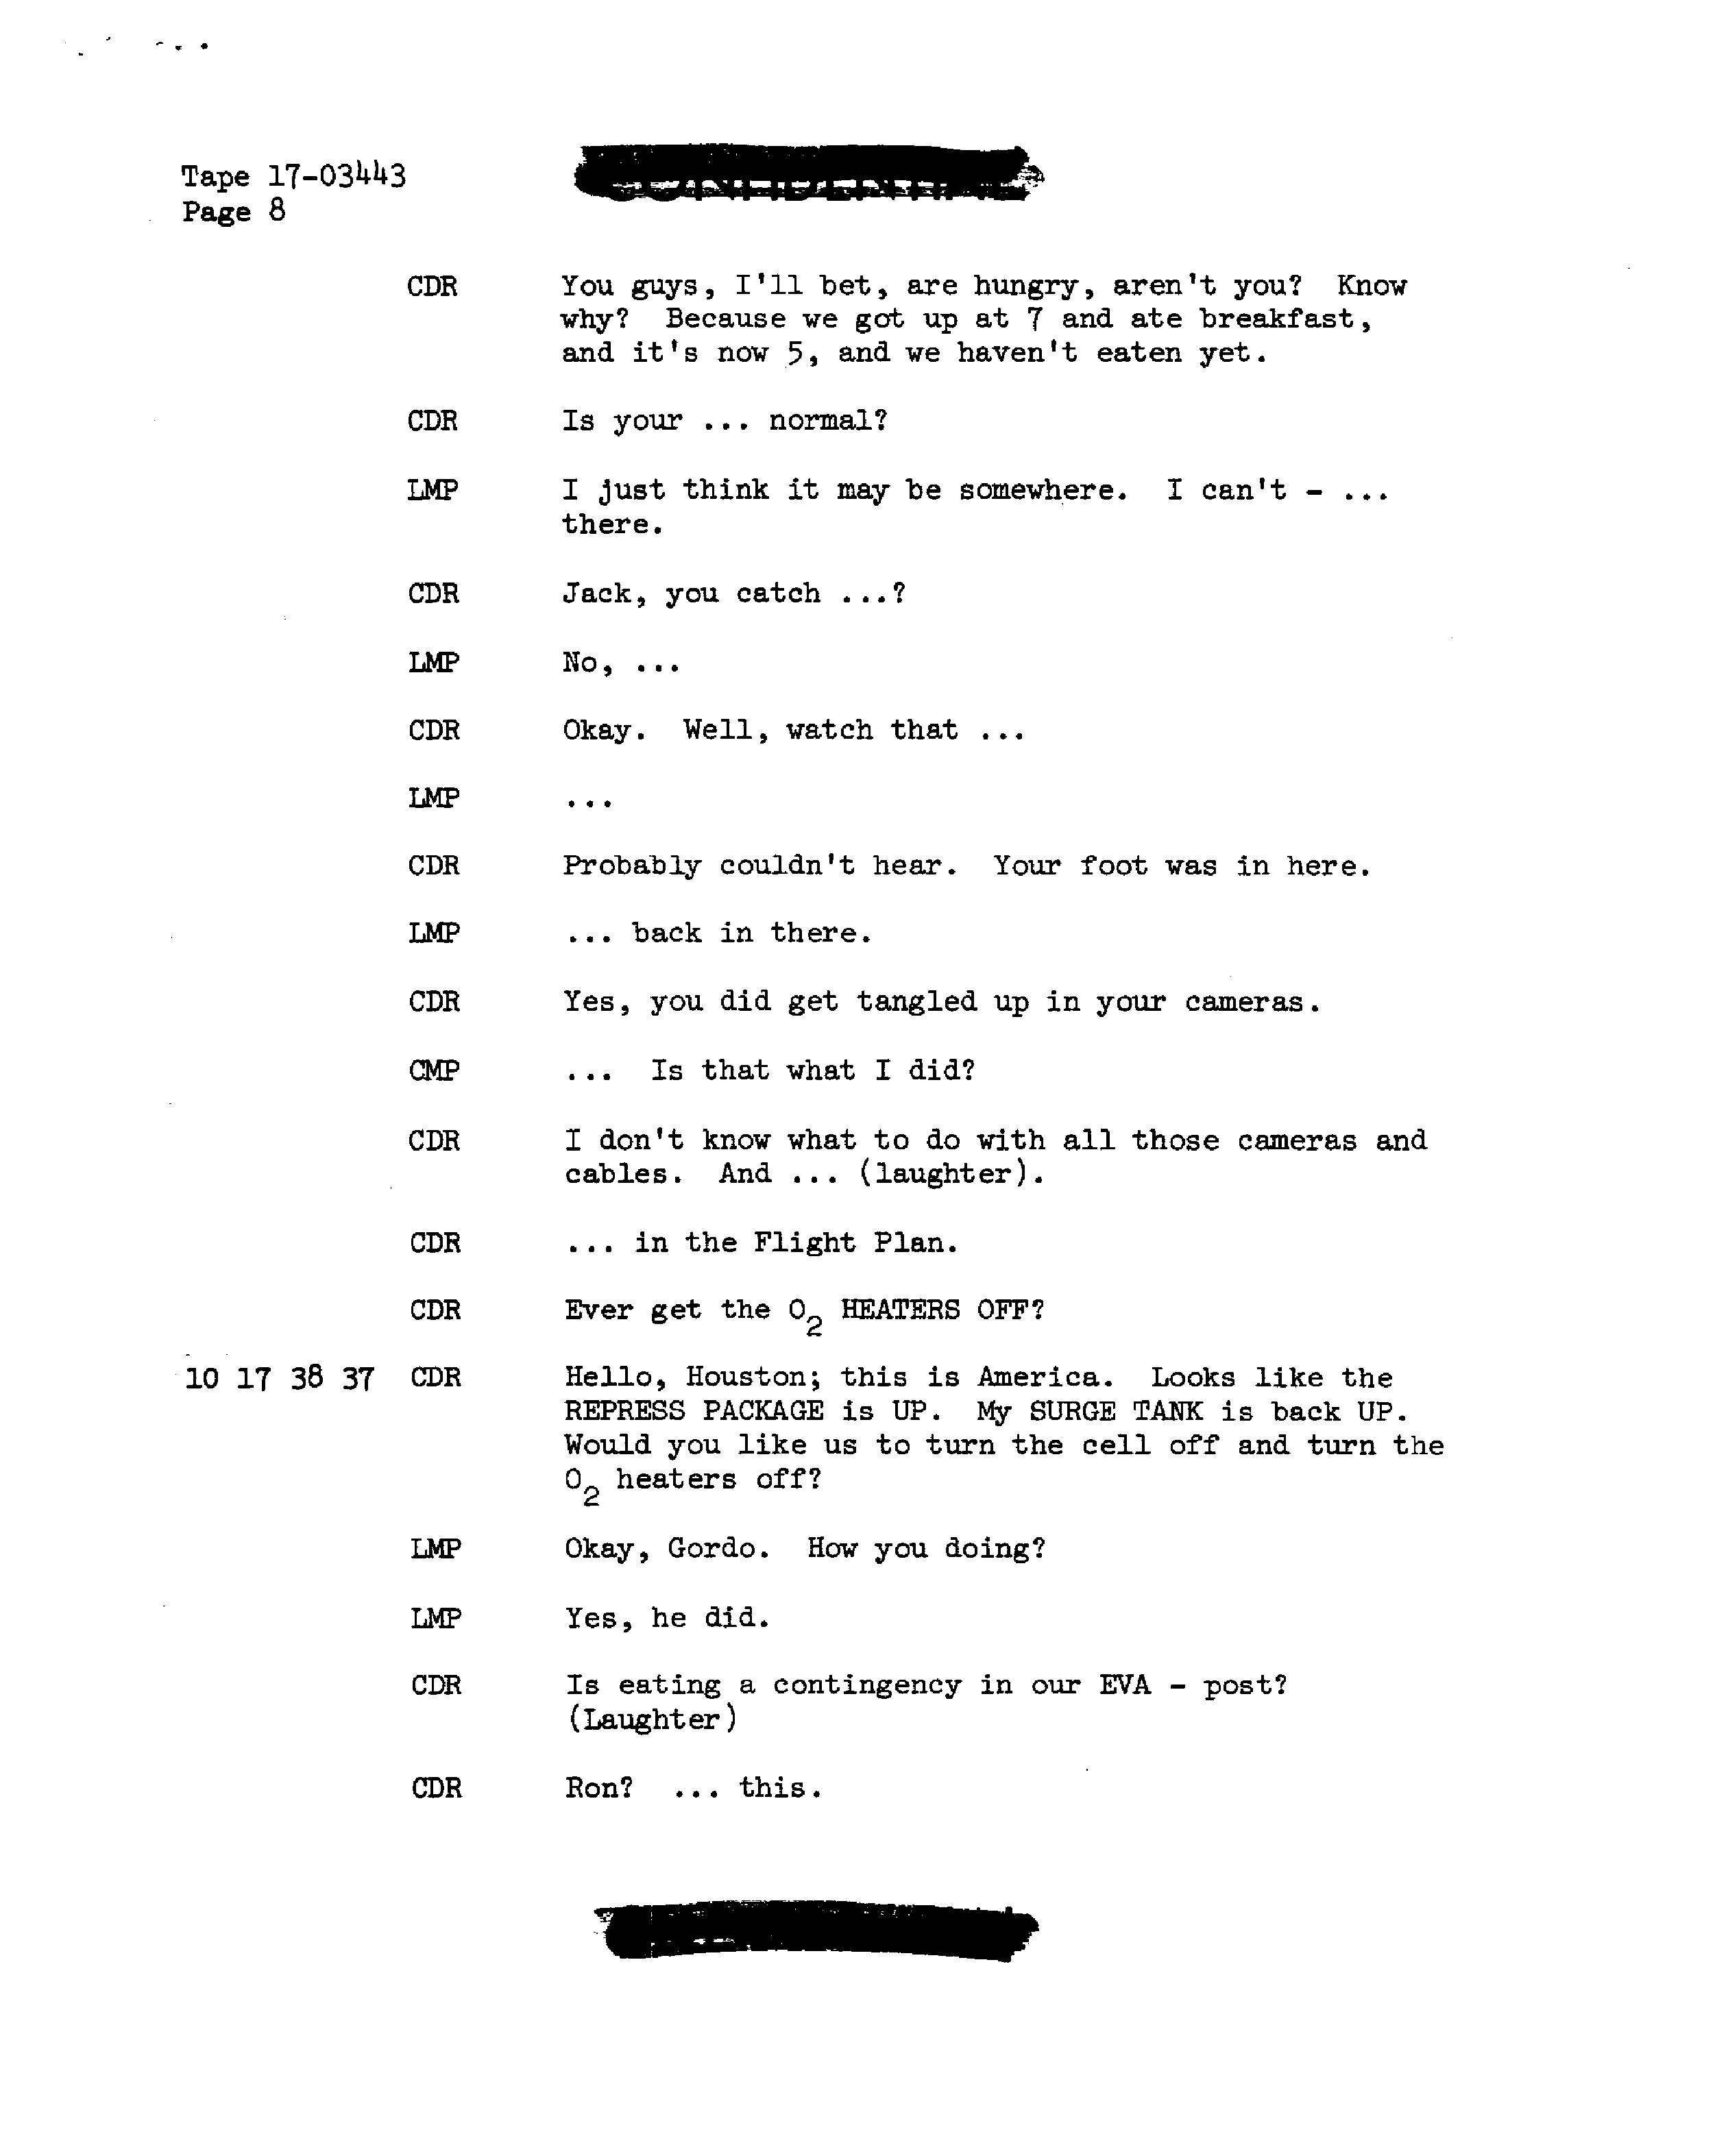 Tape 17-03443
Page 8
CONFIDENTIAL
CDR You guys, I'll bet, are hungry, aren't you? Know
why? Because we got up at 7 and ate breakfast,
and it's now 5, and we haven't eaten yet.
CDR Is your ... normal?
LMP I just think it may be somewhere. I can't - ...
there.
CDR Jack, you catch ...?
LMP No, ...
CDR Okay. Well, watch that ...
LMP ...
CDR Probably couldn't hear. Your foot was in here.
LMP ... back in there.
CDR Yes, you did get tangled up in your cameras.
CMP ... Is that what I did?
CDR I don't know what to do with all those cameras and
cables. And ... (laughter).
CDR ... in the Flight Plan.
CDR Ever get the O2 HEATERS OFF?
10 17 38 37 CDR Hello, Houston; this is America. Looks like the
REPRESS PACKAGE is UP. My SURGE TANK is back UP.
Would you like us to turn the cell off and turn the
O2 heaters off?
LMP Okay, Gordo. How you doing?
LMP Yes, he did.
CDR Is eating a contingency in our EVA - post?
(Laughter)
CDR Ron? ... this.